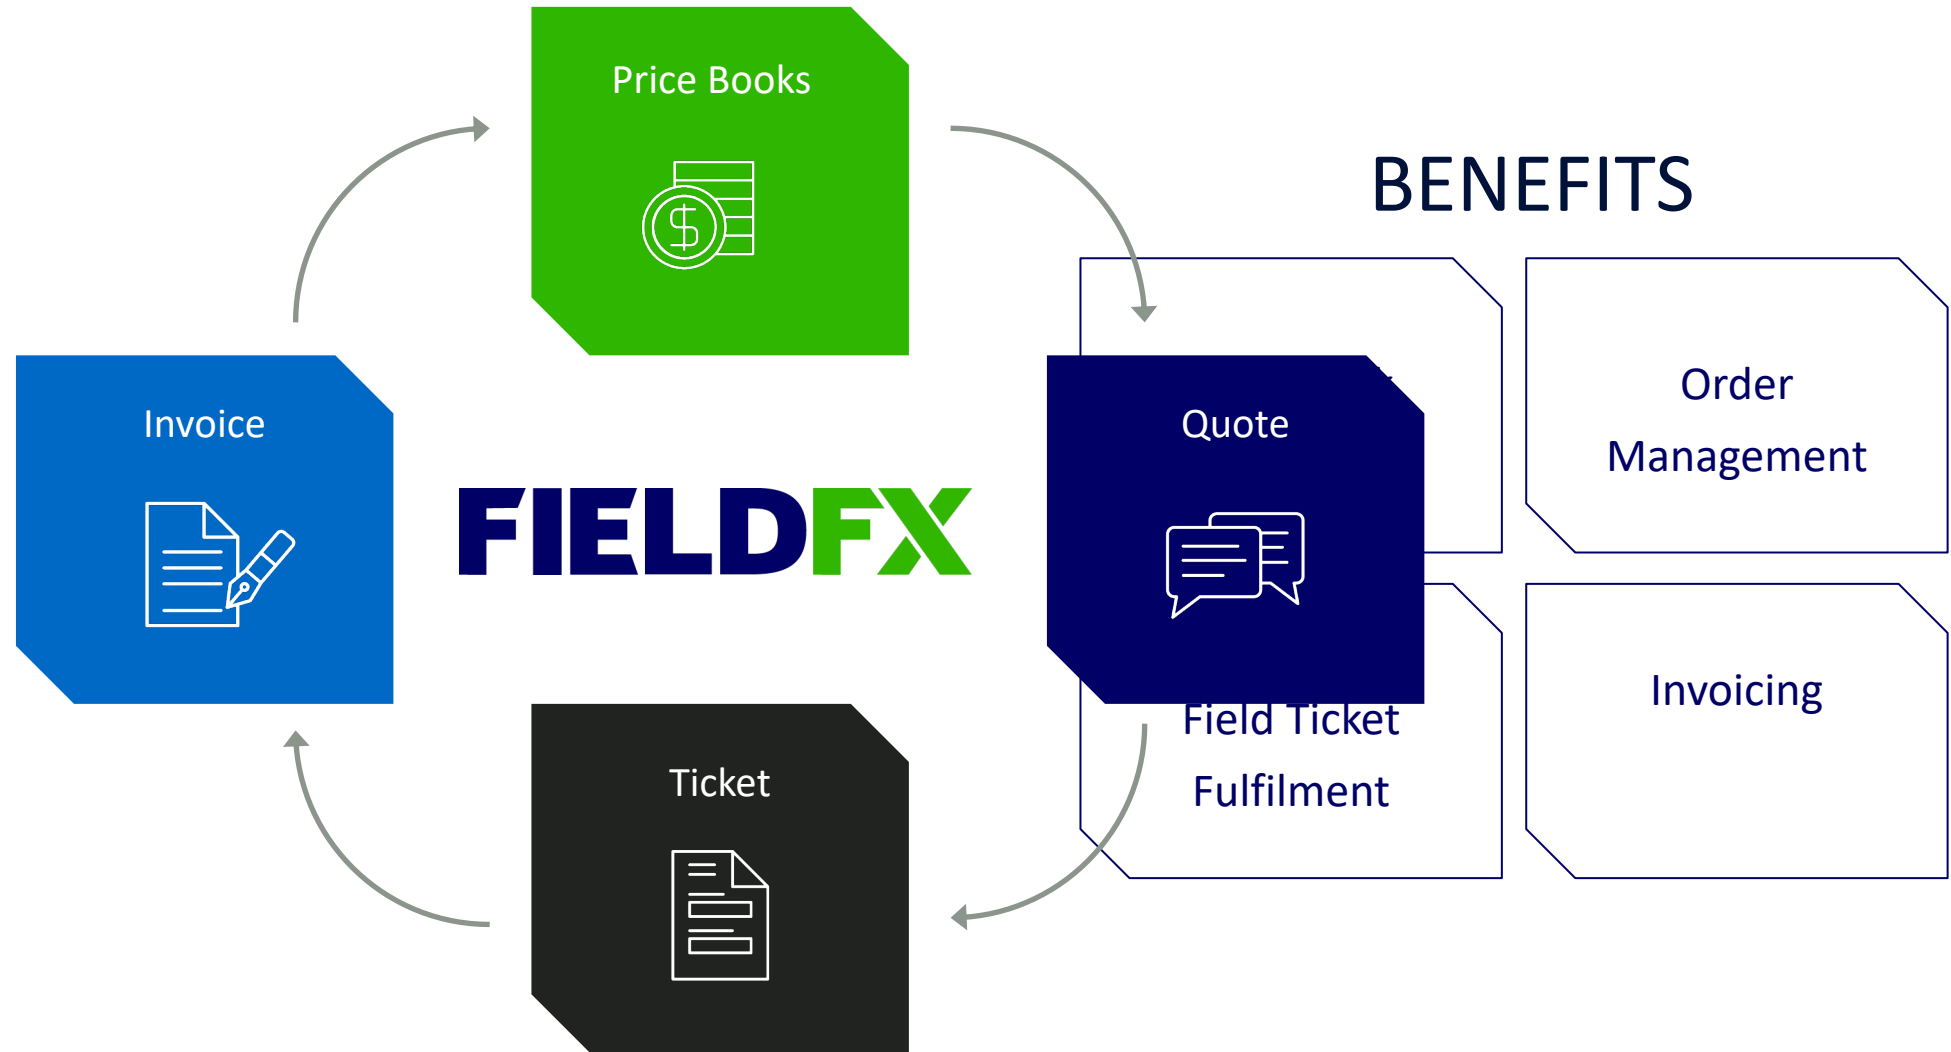 Price Books
BENEFITS
Invoice
FIELDFX
Quote
Order
Management
Field Ticket
Fulfilment
Invoicing
Ticket
$